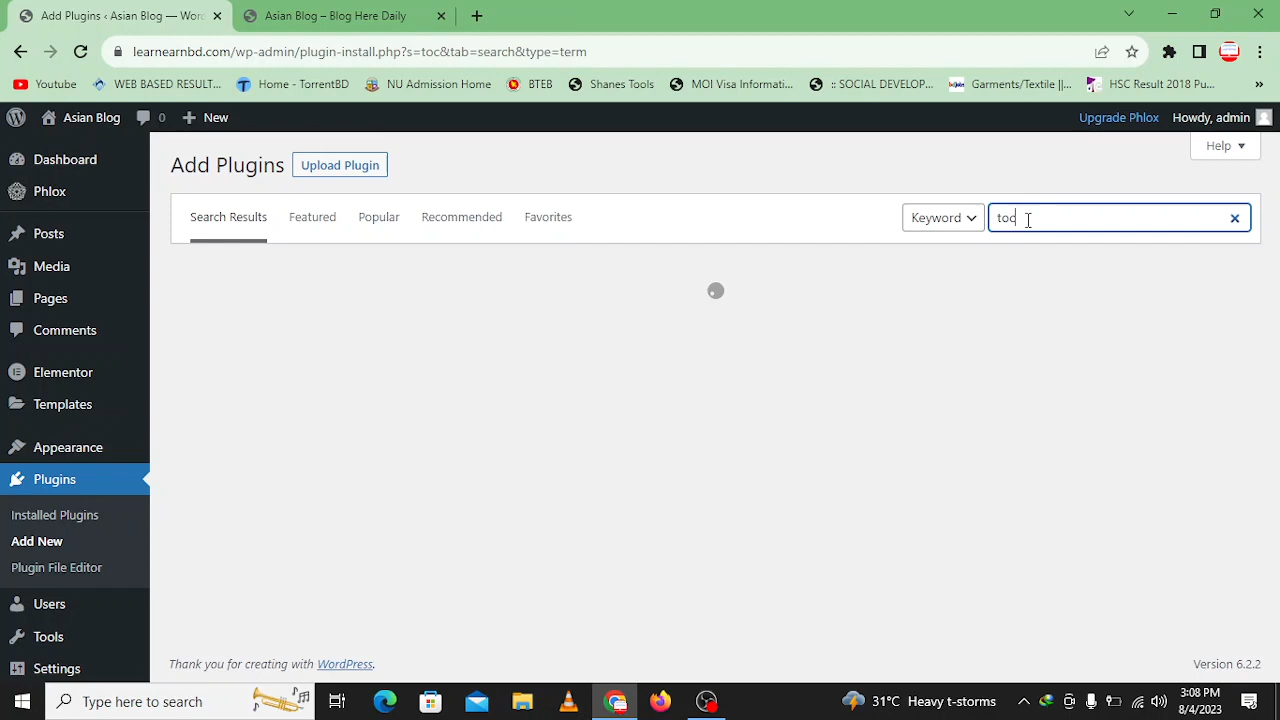 Add Plugins ‹ Asian Blog — Wor
Asian Blog – Blog Here Daily
learnearnbd.com/wp-admin/plugin-install.php?s=toc&tab=search&type=term
Youtube
WEB BASED RESULT...
Home - TorrentBD
NU Admission Home
BTEB
Shanes Tools
MOI Visa Informati...
:: SOCIAL DEVELOP...
Garments/Textile ||...
HSC Result 2018 Pu...
»
Asian Blog
0
New
Upgrade Phlox
Howdy, admin
Dashboard
Phlox
Posts
Media
Pages
Comments
Elementor
Templates
Appearance
Plugins
Installed Plugins
Add New
Plugin File Editor
Users
Tools
Settings
Help
Add Plugins
Upload Plugin
Search Results
Featured
Popular
Recommended
Favorites
Keyword
toc
Thank you for creating with WordPress.
Version 6.2.2
Type here to search
31°C Heavy t-storms
3:08 PM
8/4/2023